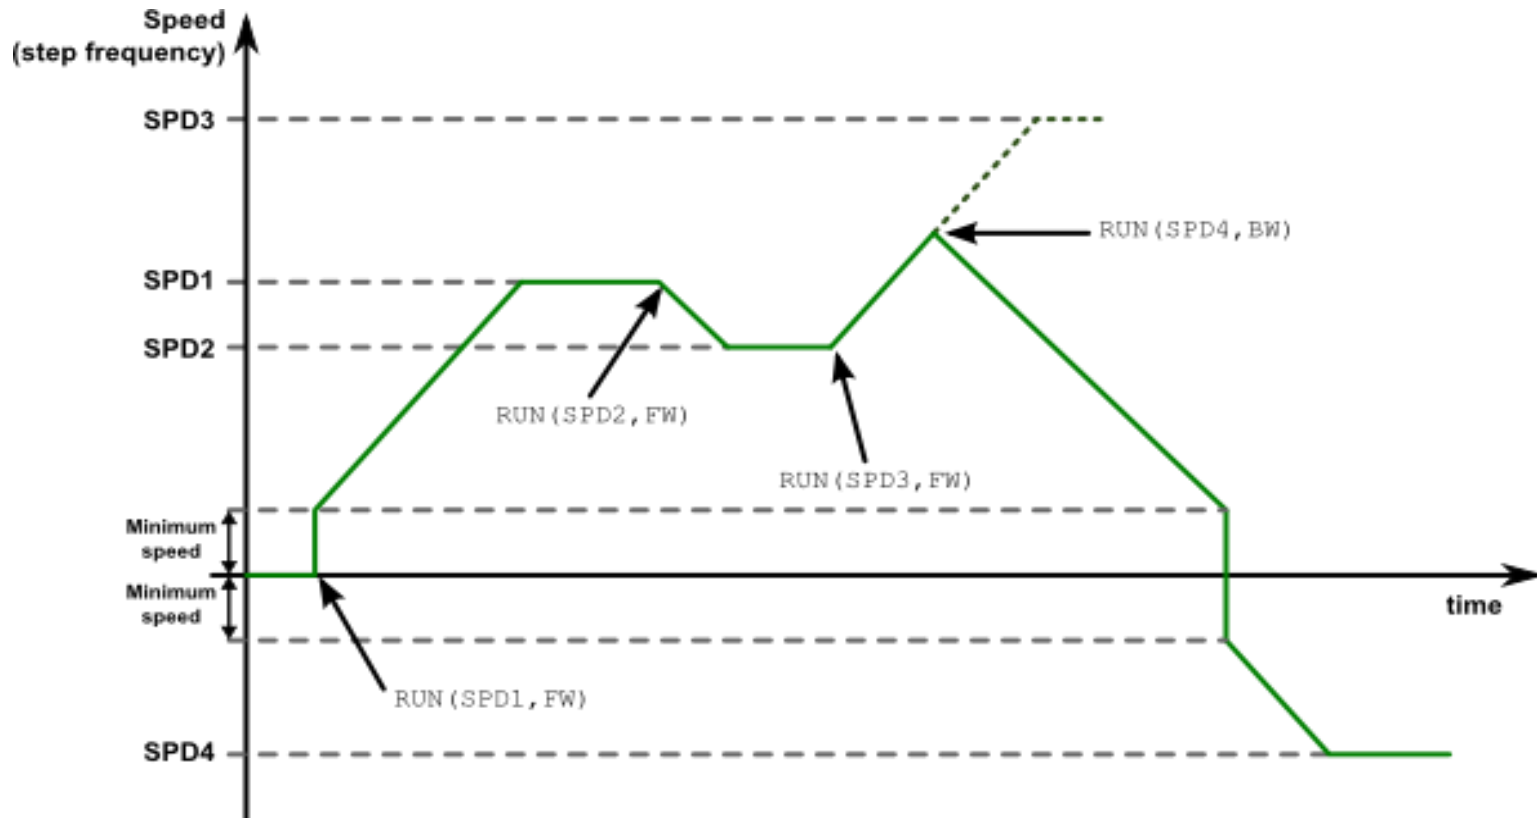 Speed
(step frequency)
SPD3
RUN(SPD4,BW)
SPD1
SPD2
RUN(SPD2,FW)
RUN(SPD3,FW)
Minimum
speed
Minimum
speed
time
RUN(SPD1,FW)
SPD4